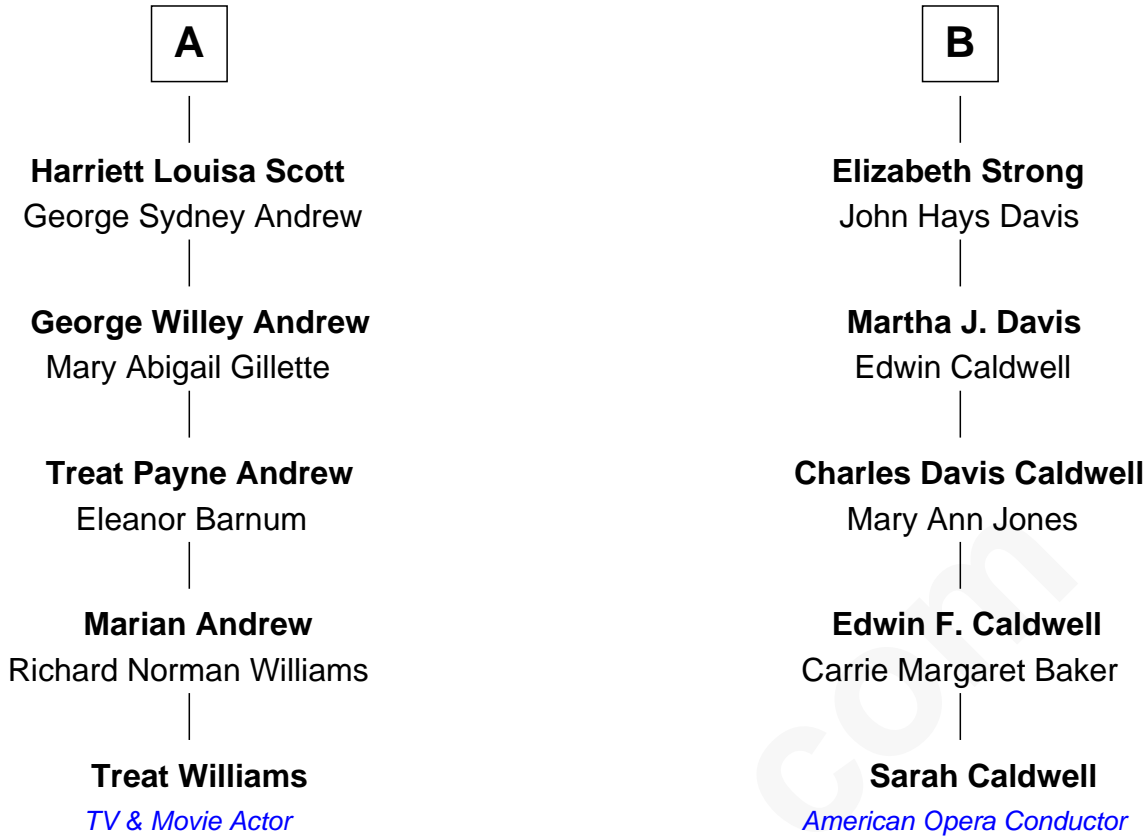 A
Harriett Louisa Scott
George Sydney Andrew
George Willey Andrew
Mary Abigail Gillette
Treat Payne Andrew
Eleanor Barnum
Marian Andrew
Richard Norman Williams
Treat Williams
TV & Movie Actor
B
Elizabeth Strong
John Hays Davis
Martha J. Davis
Edwin Caldwell
Charles Davis Caldwell
Mary Ann Jones
Edwin F. Caldwell
Carrie Margaret Baker
Sarah Caldwell
American Opera Conductor
com